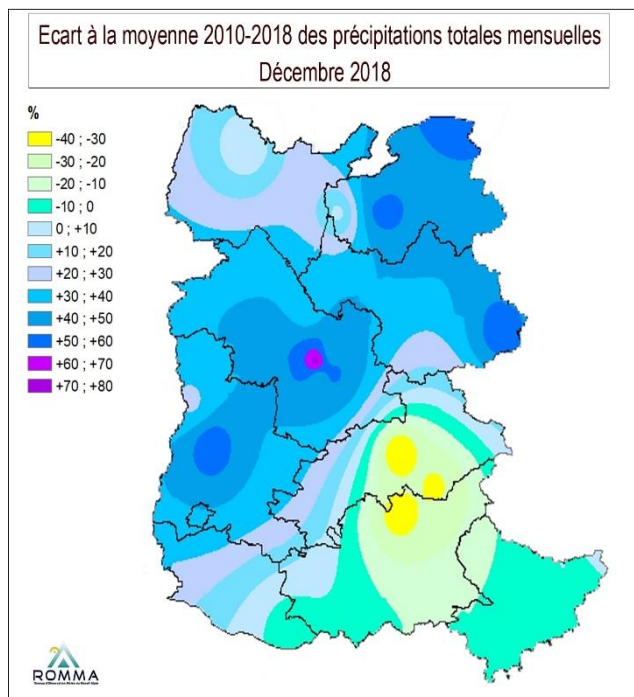 Ecart à la moyenne 2010-2018 des précipitations totales mensuelles
Décembre 2018
%
-40 ; -30
-30 ; -20
-20 ; -10
-10 ; 0
0 ; +10
+10 ; +20
+20 ; +30
+30 ; +40
+40 ; +50
+50 ; +60
+60 ; +70
+70 ; +80
ROMMA